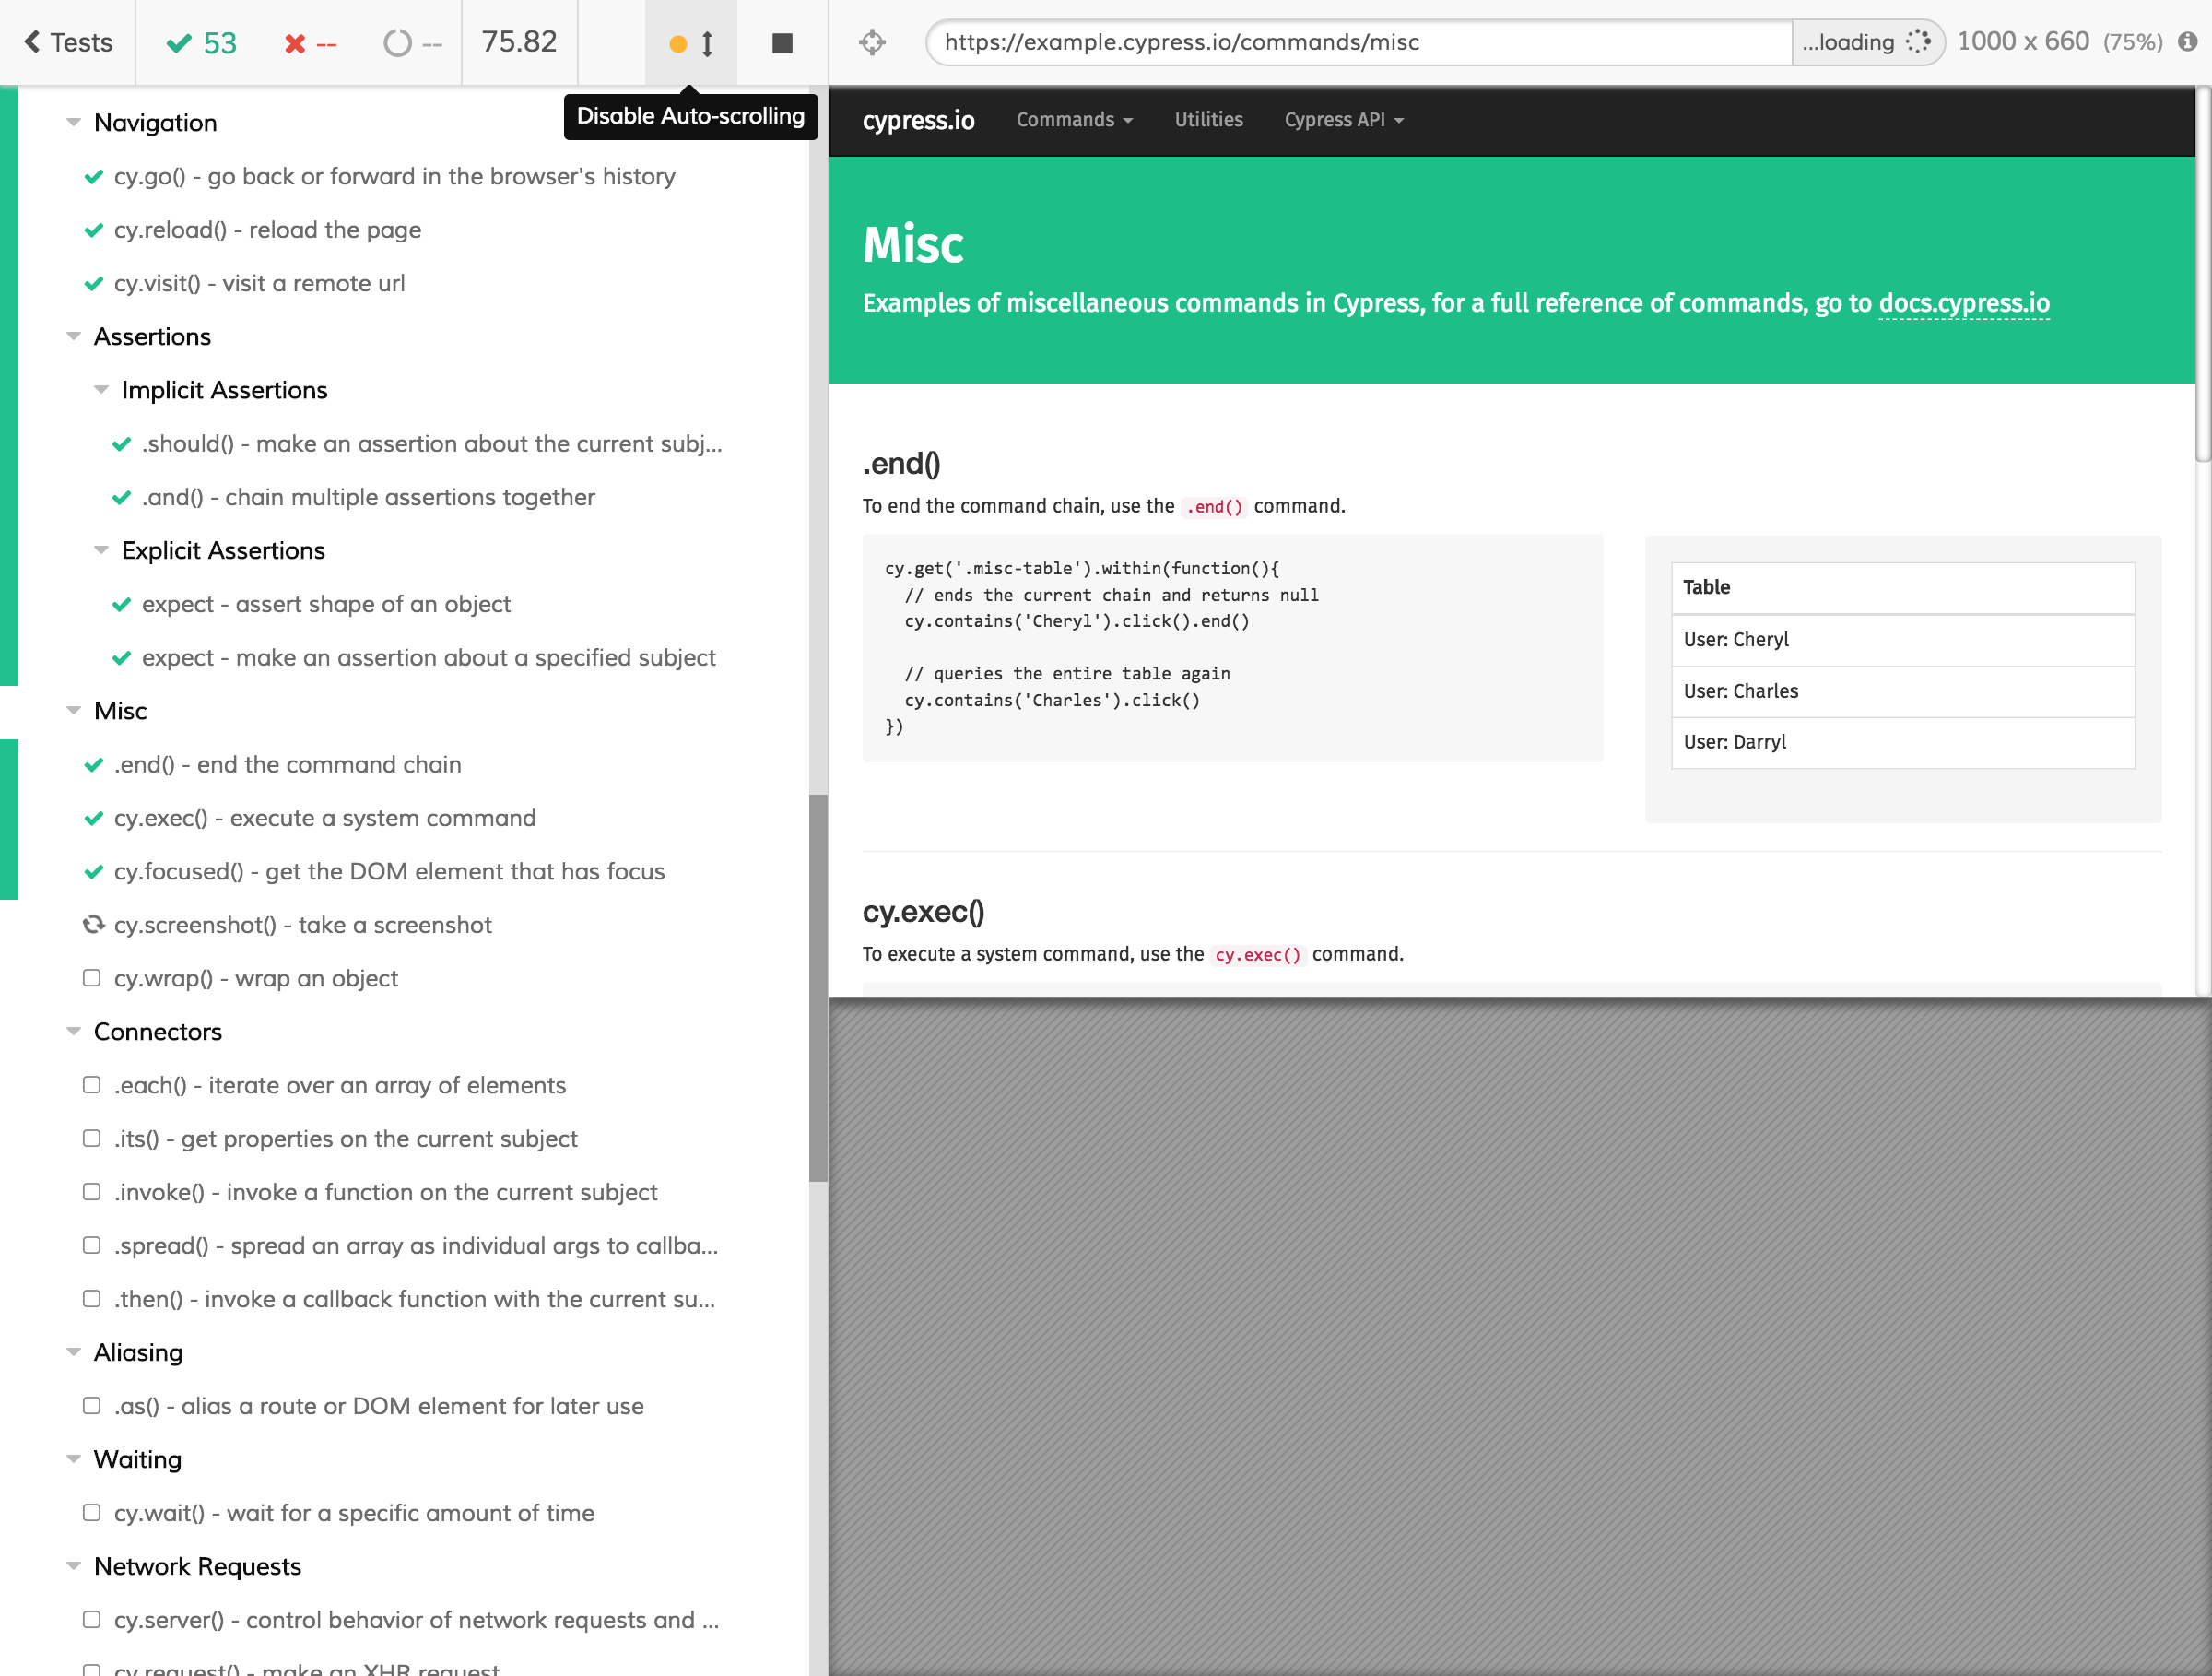 Tests
53
--
--
75.82
https://example.cypress.io/commands/misc
...loading
1000 x 660 (75%)
Disable Auto-scrolling
Navigation
cy.go() - go back or forward in the browser's history
cy.reload() - reload the page
cy.visit() - visit a remote url
Assertions
Implicit Assertions
.should() - make an assertion about the current subj...
.and() - chain multiple assertions together
Explicit Assertions
expect - assert shape of an object
expect - make an assertion about a specified subject
Misc
.end() - end the command chain
cy.exec() - execute a system command
cy.focused() - get the DOM element that has focus
cy.screenshot() - take a screenshot
cy.wrap() - wrap an object
Connectors
.each() - iterate over an array of elements
.its() - get properties on the current subject
.invoke() - invoke a function on the current subject
.spread() - spread an array as individual args to callba...
.then() - invoke a callback function with the current su...
Aliasing
.as() - alias a route or DOM element for later use
Waiting
cy.wait() - wait for a specific amount of time
Network Requests
cy.server() - control behavior of network requests and ...
cy.request() - make an XHR request
cypress.io
Commands
Utilities
Cypress API
Misc
Examples of miscellaneous commands in Cypress, for a full reference of commands, go to docs.cypress.io
.end()
To end the command chain, use the .end() command.
cy.get('.misc-table').within(function(){
// ends the current chain and returns null
cy.contains('Cheryl').click().end()
// queries the entire table again
cy.contains('Charles').click()
})
Table
User: Cheryl
User: Charles
User: Darryl
cy.exec()
To execute a system command, use the cy.exec() command.